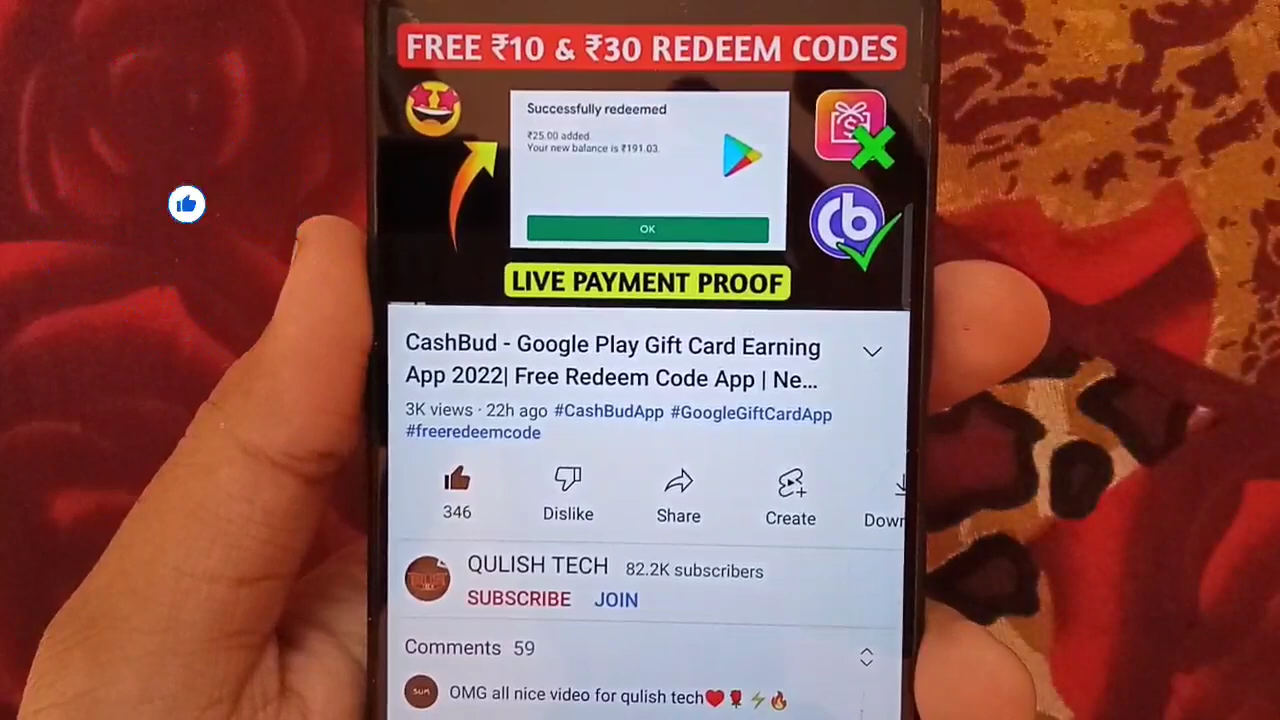 FREE ₹10 & ₹30 REDEEM CODES
Successfully redeemed
₹25.00 added.
Your new balance is ₹191.03.
OK
cb
LIVE PAYMENT PROOF
CashBud - Google Play Gift Card Earning
App 2022| Free Redeem Code App | Ne...
3K views · 22h ago #CashBudApp #GoogleGiftCardApp
#freeredeemcode
346
Dislike
Share
Create
Down
QULISH TECH 82.2K subscribers
SUBSCRIBE JOIN
Comments 59
OMG all nice video for qulish tech❤️🌹⚡🔥